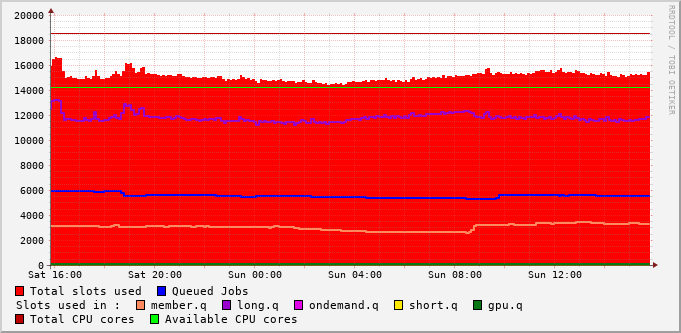 20000
18000
16000
14000
12000
10000
8000
6000
4000
2000
0
Sat 16:00 Sat 20:00 Sun 00:00 Sun 04:00 Sun 08:00 Sun 12:00
Total slots used Queued Jobs
Slots used in : member.q long.q ondemand.q short.q gpu.q
Total CPU cores Available CPU cores
RRDTOOL / TOBI OETIKER